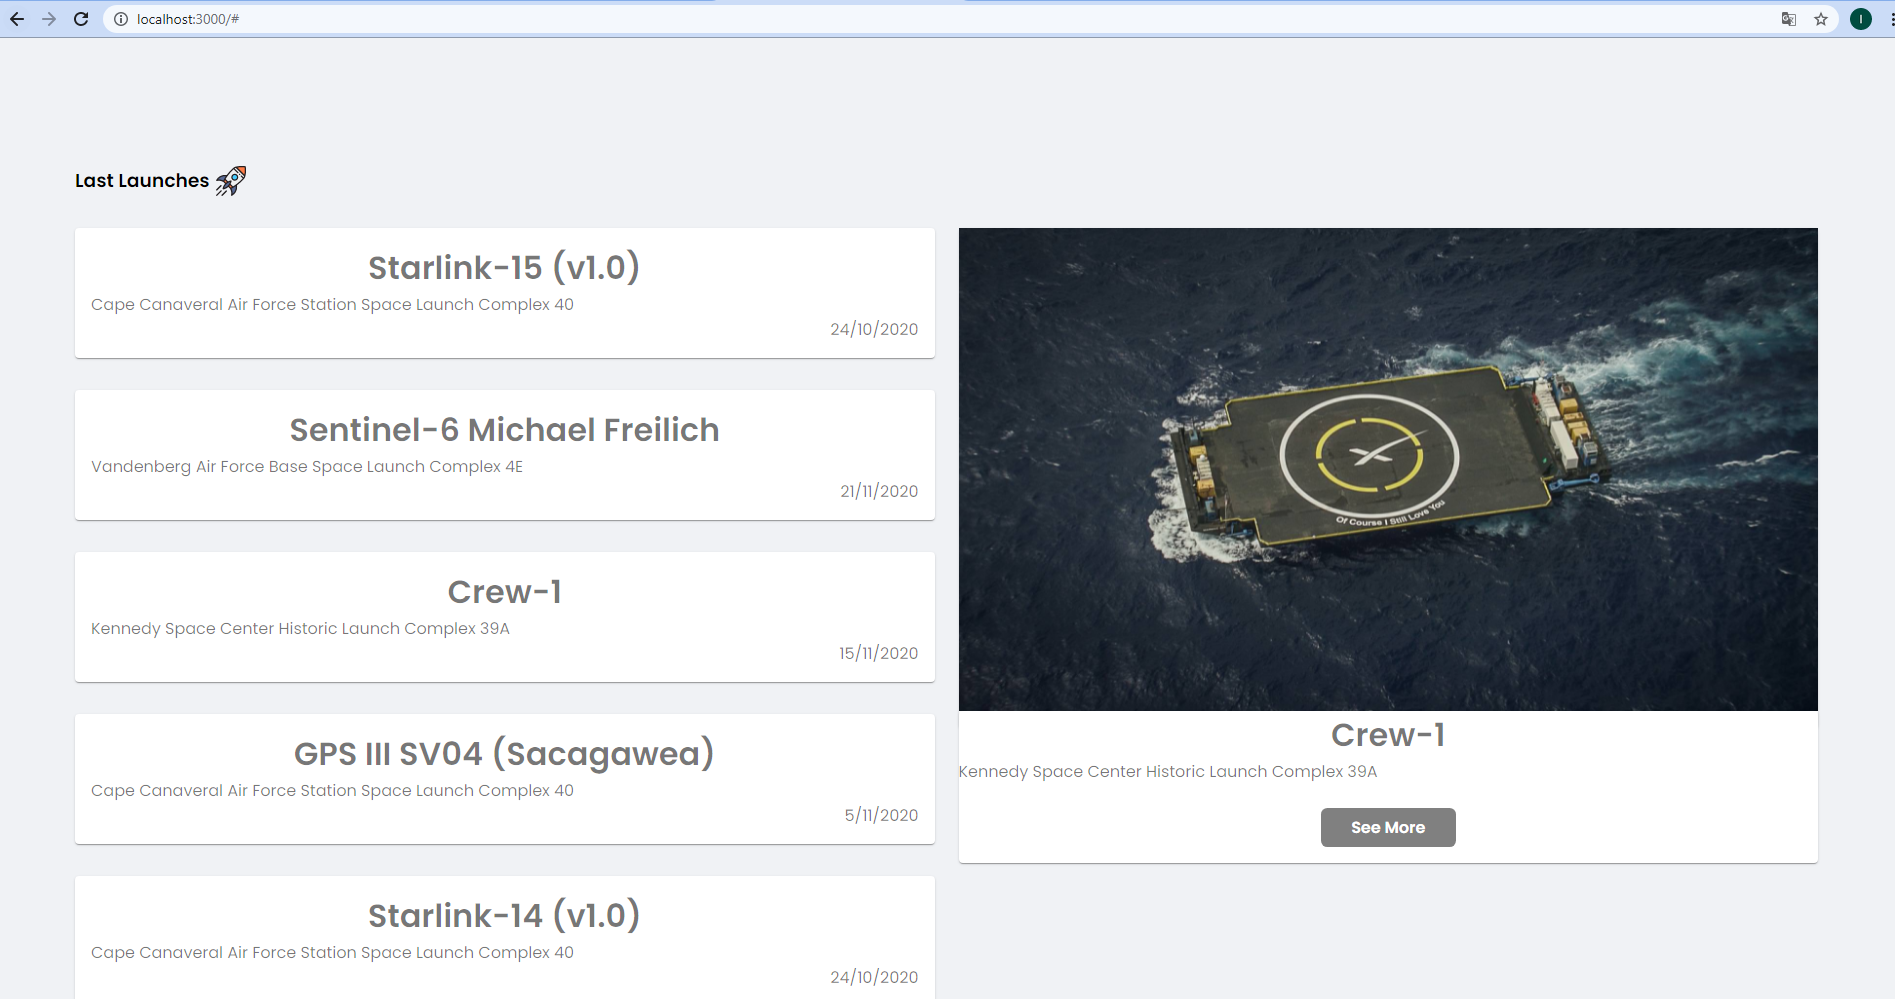 localhost:3000/#
I
Last Launches
Starlink-15 (v1.0)
Cape Canaveral Air Force Station Space Launch Complex 40
24/10/2020
Sentinel-6 Michael Freilich
Vandenberg Air Force Base Space Launch Complex 4E
21/11/2020
Crew-1
Kennedy Space Center Historic Launch Complex 39A
15/11/2020
GPS III SV04 (Sacagawea)
Cape Canaveral Air Force Station Space Launch Complex 40
5/11/2020
Starlink-14 (v1.0)
Cape Canaveral Air Force Station Space Launch Complex 40
24/10/2020
Of Course I Still Love You
Crew-1
Kennedy Space Center Historic Launch Complex 39A
See More